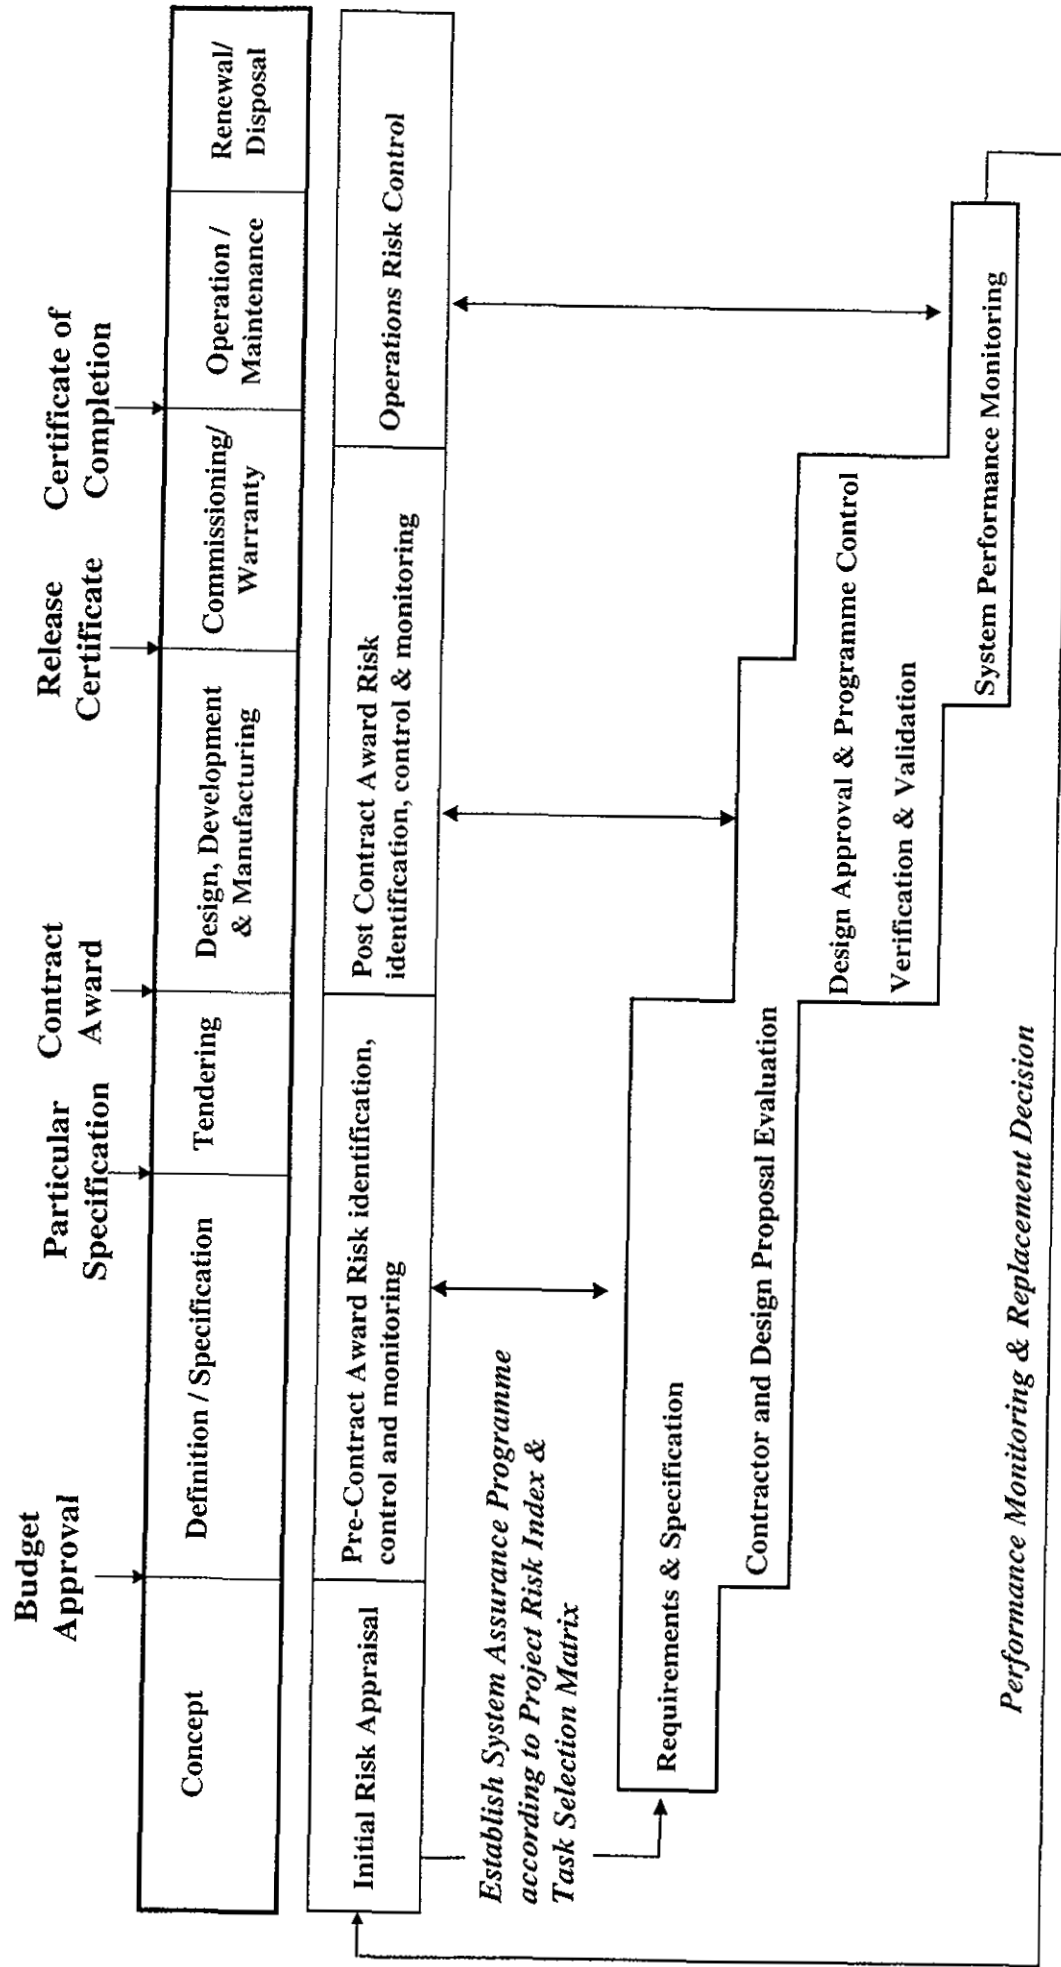 Budget
Approval
Particular
Specification
Contract
Award
Release
Certificate
Certificate of
Completion
Concept
Definition / Specification
Tendering
Design, Development
& Manufacturing
Commissioning/
Warranty
Operation /
Maintenance
Renewal/
Disposal
Initial Risk Appraisal
Pre-Contract Award Risk identification,
control and monitoring
Post Contract Award Risk
identification, control & monitoring
Operations Risk Control
Establish System Assurance Programme
according to Project Risk Index &
Task Selection Matrix
Requirements & Specification
Contractor and Design Proposal Evaluation
Design Approval & Programme Control
Verification & Validation
System Performance Monitoring
Performance Monitoring & Replacement Decision